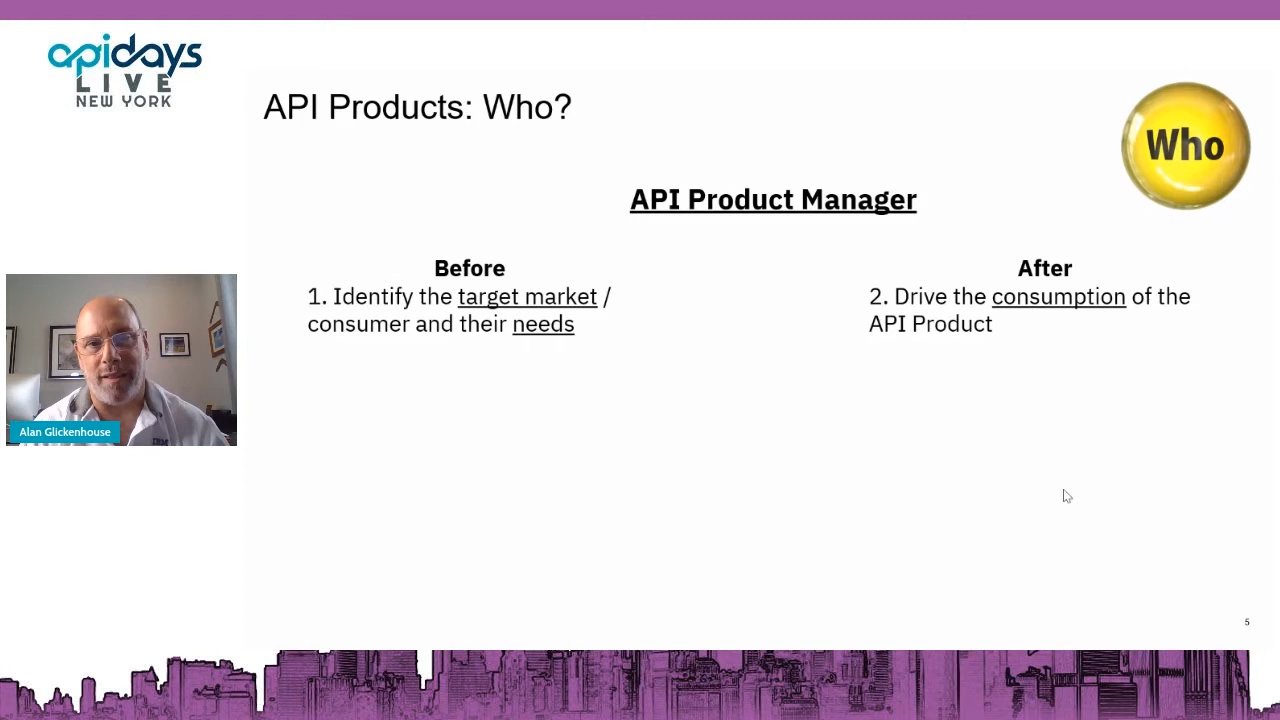 apidays
LIVE
NEW YORK
API Products: Who?
Who
API Product Manager
Before
1. Identify the target market /
consumer and their needs
After
2. Drive the consumption of the
API Product
Alan Glickenhouse
IBM
5